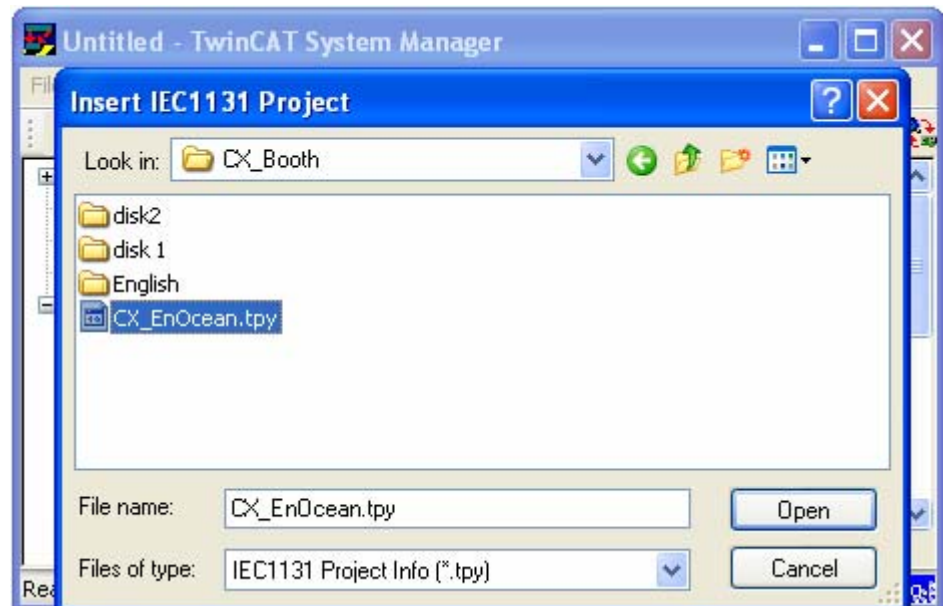 Untitled - TwinCAT System Manager
Insert IEC1131 Project
Look in: CX_Booth
disk2
disk 1
English
CX_EnOcean.tpy
File name: CX_EnOcean.tpy Open
Files of type: IEC1131 Project Info (*.tpy) Cancel